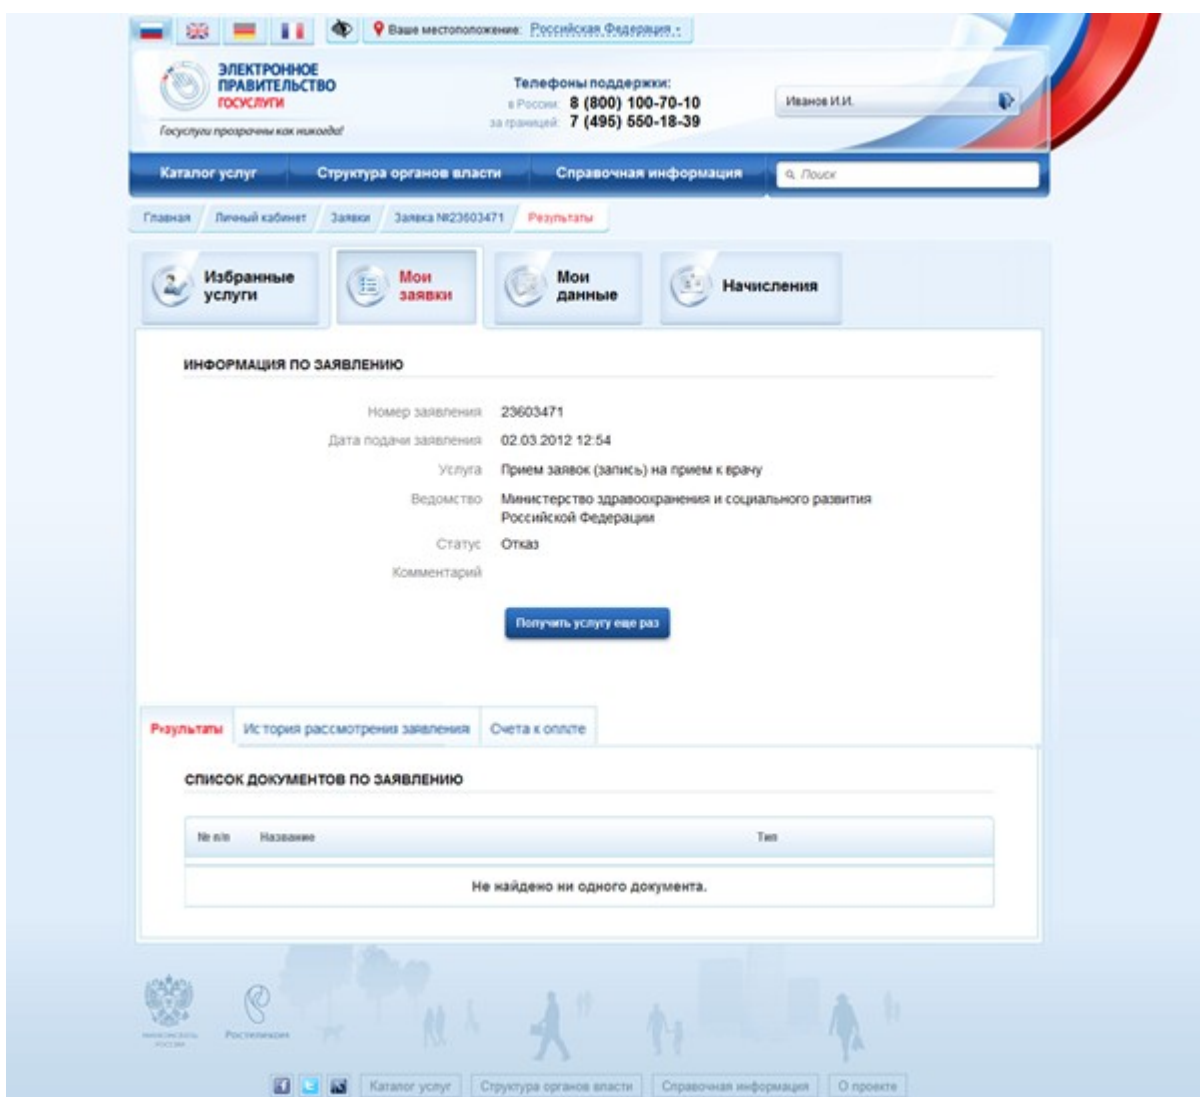 Ваше местоположение: Российская Федерация
ЭЛЕКТРОННОЕ
ПРАВИТЕЛЬСТВО
ГОСУСЛУГИ
Госуслуги прозрачны как никогда!
Телефоны поддержки:
в России: 8 (800) 100-70-10
за границей: 7 (495) 550-18-39
Иванов И.И.
Каталог услуг Структура органов власти Справочная информация Поиск
Главная Личный кабинет Заявки Заявка №23603471 Результаты
Избранные услуги Мои заявки Мои данные Начисления
ИНФОРМАЦИЯ ПО ЗАЯВЛЕНИЮ
Номер заявления 23603471
Дата подачи заявления 02.03.2012 12:54
Услуга Прием заявок (запись) на прием к врачу
Ведомство Министерство здравоохранения и социального развития
Российской Федерации
Статус Отказ
Комментарий
Получить услугу еще раз
Результаты История рассмотрения заявления Счета к оплате
СПИСОК ДОКУМЕНТОВ ПО ЗАЯВЛЕНИЮ
№ п/п Название Тип
Не найдено ни одного документа.
Ростелеком
РОССИИ
Каталог услуг Структура органов власти Справочная информация О проекте